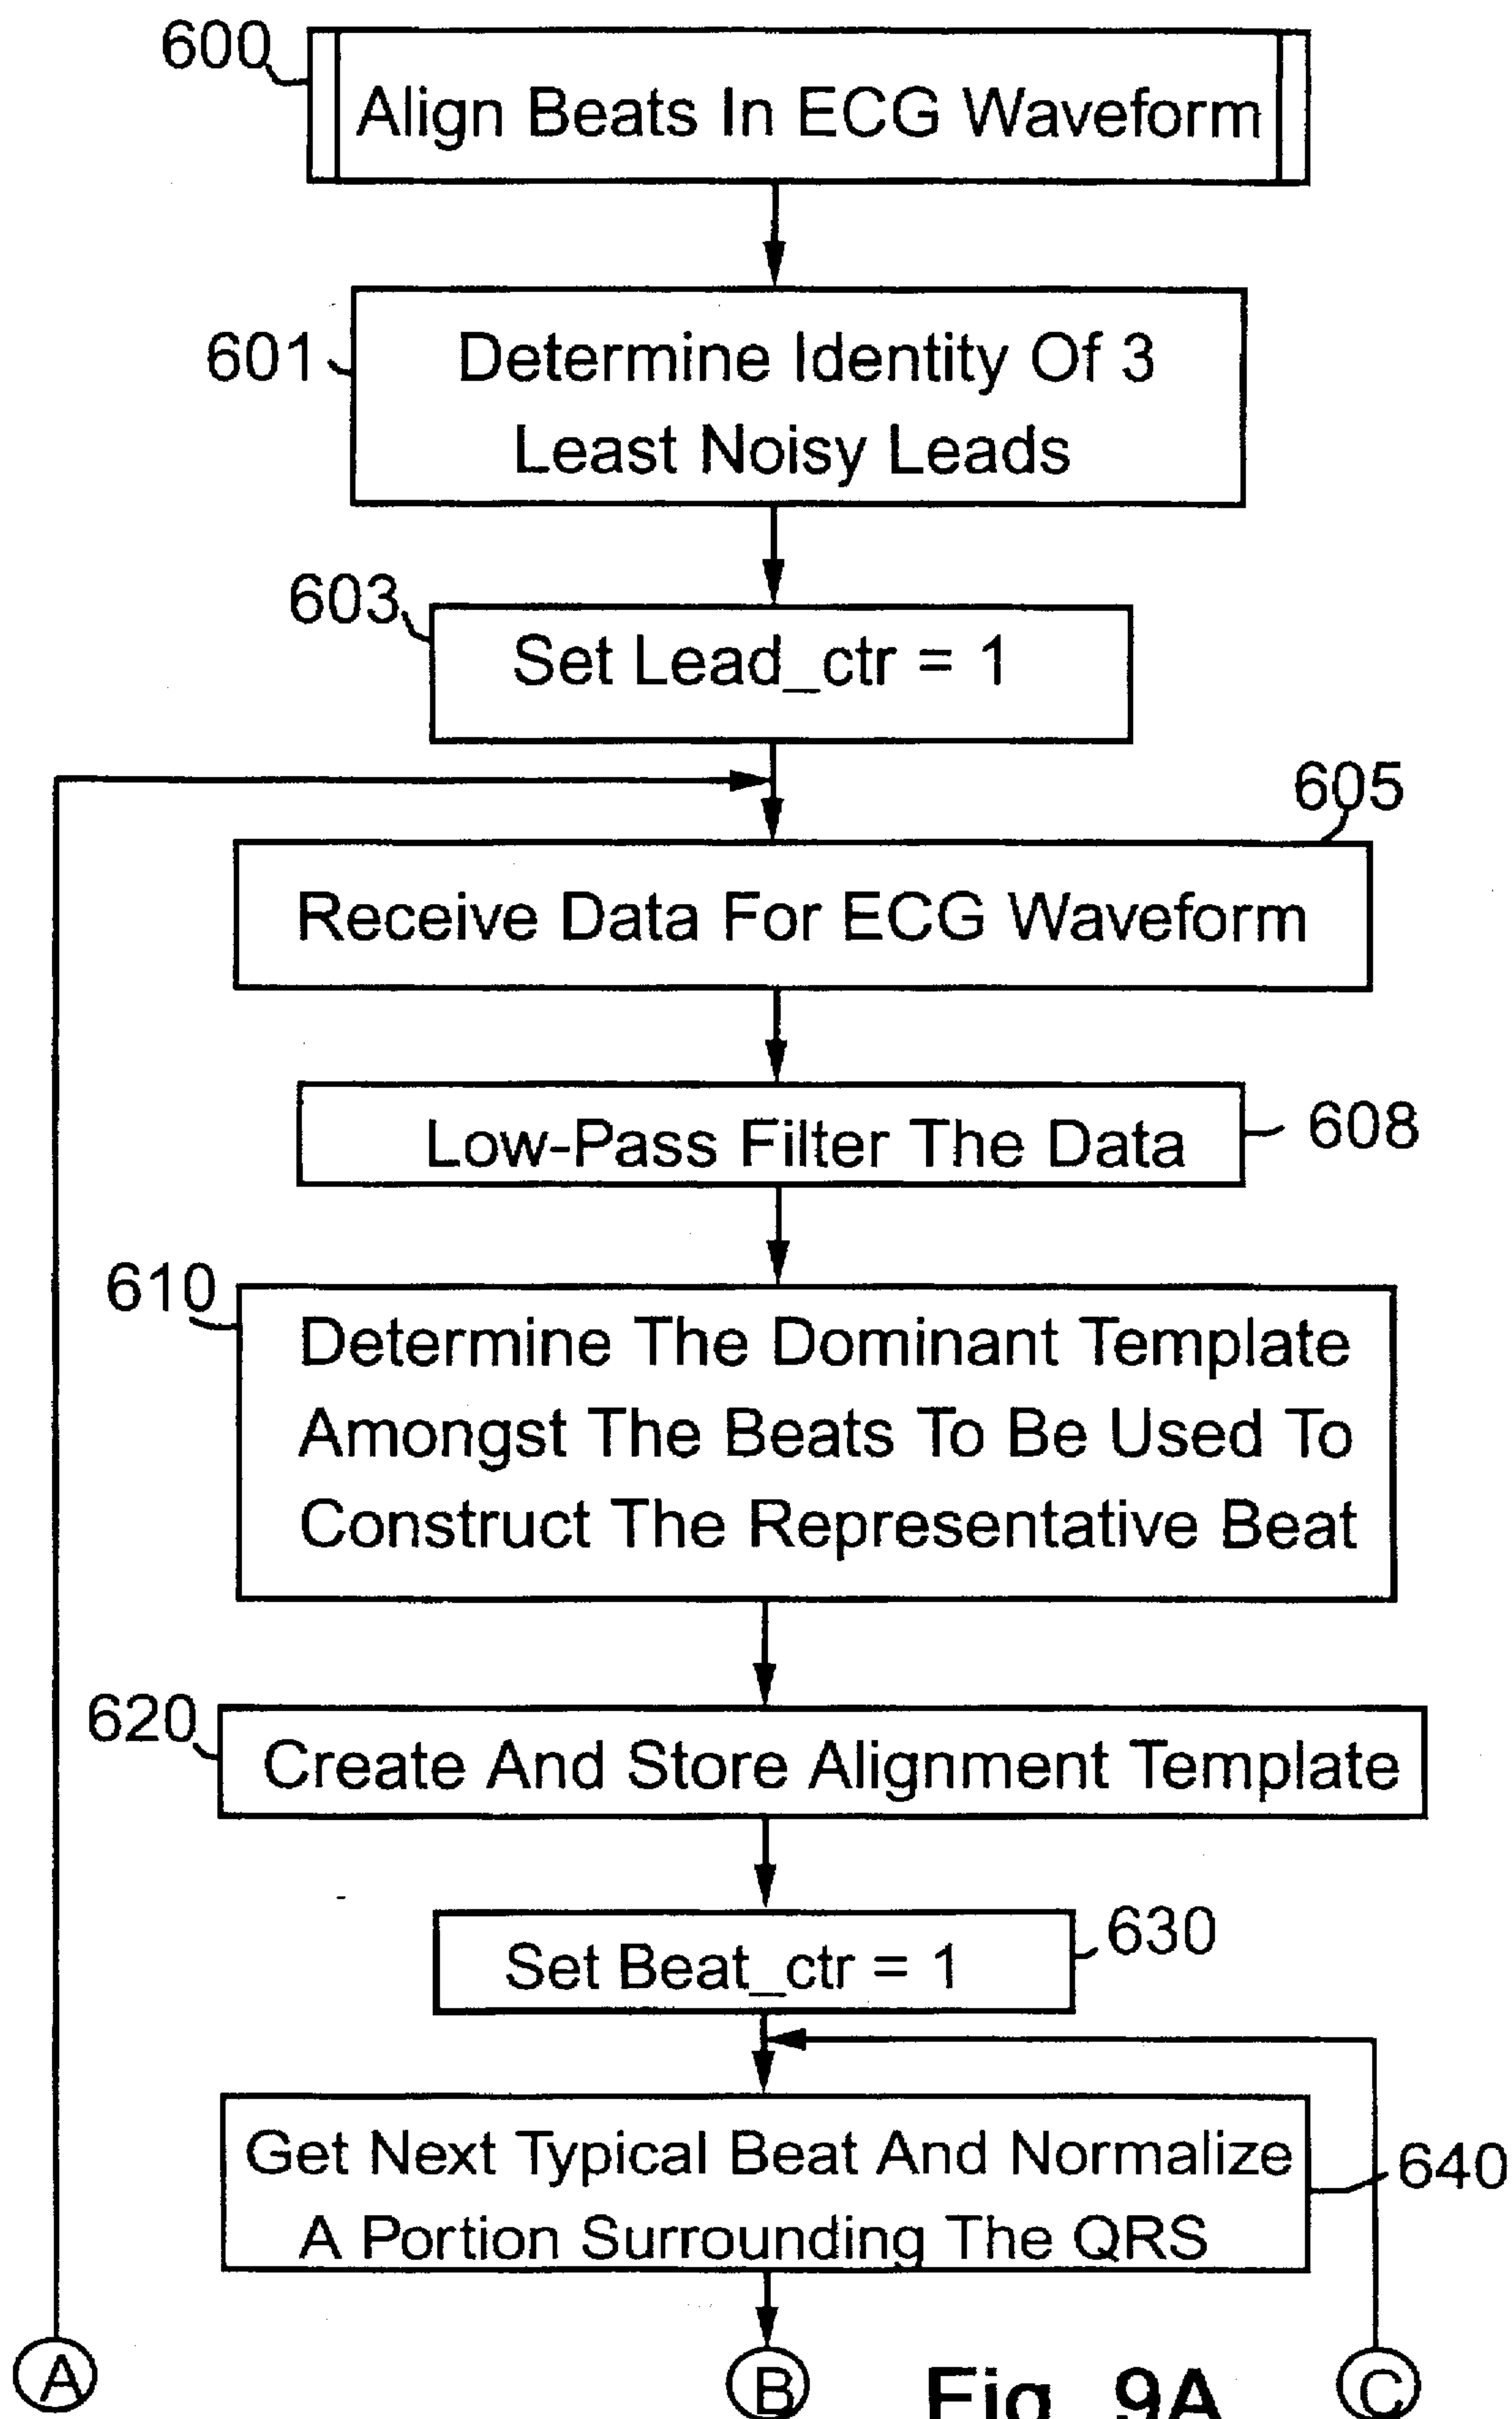 600
Align Beats In ECG Waveform
601
Determine Identity Of 3
Least Noisy Leads
603
Set Lead_ctr = 1
605
Receive Data For ECG Waveform
Low-Pass Filter The Data
608
610
Determine The Dominant Template
Amongst The Beats To Be Used To
Construct The Representative Beat
620
Create And Store Alignment Template
Set Beat_ctr = 1
630
Get Next Typical Beat And Normalize
A Portion Surrounding The QRS
640
A
B
Fig. 9A
C